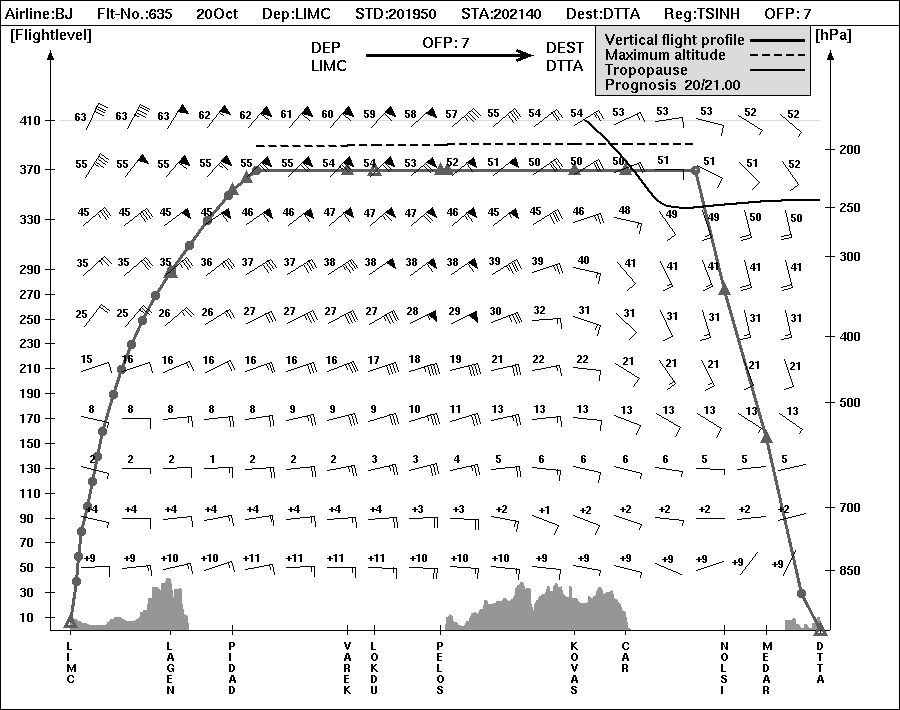 Airline:BJ Flt-No.:635 20Oct Dep:LIMC STD:201950 STA:202140 Dest:DTTA Reg:TSINH OFP: 7
[Flightlevel] [hPa]
DEP OFP: 7 DEST
LIMC DTTA
Vertical flight profile
Maximum altitude
Tropopause
Prognosis 20/21.00
410 63 63 63 62 62 61 60 59 58 57 55 54 54 53 53 52 52
200
370 55 55 55 55 55 55 54 54 53 52 51 50 50 50 51 51 51 52
250
330 45 45 45 45 46 46 47 47 47 46 45 45 46 48 49 49 50 50
300
290 35 35 35 36 37 37 38 38 38 38 39 39 40 41 41 41 41 41
270
250 25 25 26 26 27 27 27 27 28 29 30 32 31 31 31 31 31 31
400
230
210 15 16 16 16 16 16 16 17 18 19 21 22 22 21 21 21 21 21
190
500
170 8 8 8 8 8 9 9 9 10 11 13 13 13 13 13 13 13 13
150
130 2 2 2 1 2 2 2 3 3 4 5 6 6 6 6 5 5 5
110
700
90 +4 +4 +4 +4 +4 +4 +4 +4 +3 +3 +2 +1 +2 +2 +2 +2 +2 +2
70
850
50 +9 +9 +10 +10 +11 +11 +11 +11 +10 +10 +10 +9 +9 +9 +9 +9 +9 +9
30
10
LIMC LAGEN PIDAD VAREK LOKDU PELOS KOVAS CAR NOLSI MEDAR DTTA